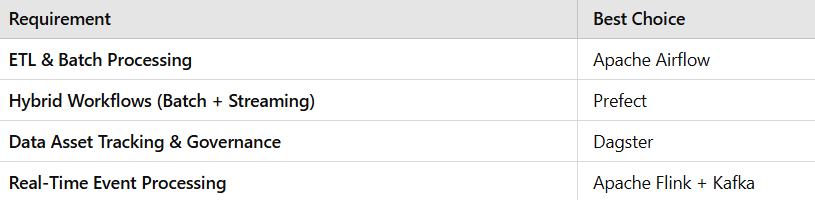 Requirement Best Choice
ETL & Batch Processing Apache Airflow
Hybrid Workflows (Batch + Streaming) Prefect
Data Asset Tracking & Governance Dagster
Real-Time Event Processing Apache Flink + Kafka